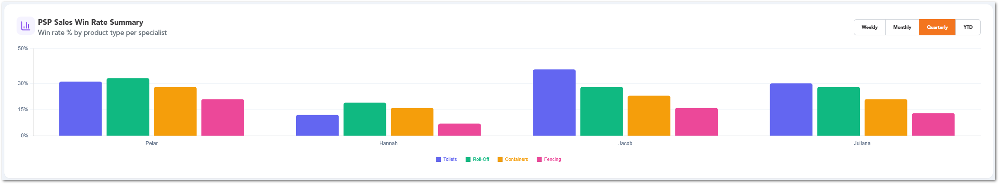 PSP Sales Win Rate Summary
Win rate % by product type per specialist
Weekly Monthly Quarterly YTD
50%
30%
15%
0%
Pelar Hannah Jacob Juliana
Toilets Roll-Off Containers Fencing